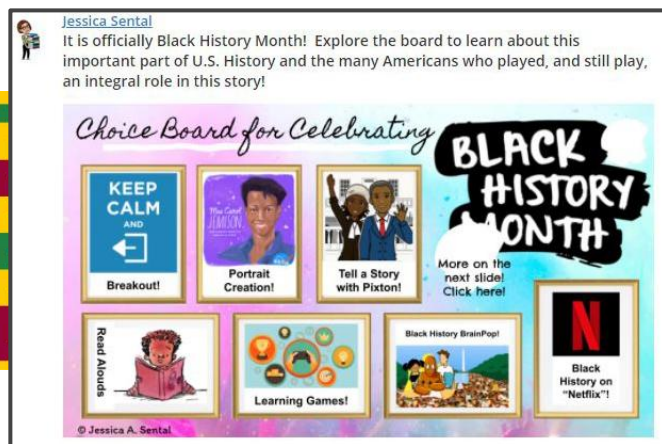 Jessica Sental
It is officially Black History Month! Explore the board to learn about this
important part of U.S. History and the many Americans who played, and still play,
an integral role in this story!
Choice Board for Celebrating
BLACK
HISTORY
MONTH
KEEP
CALM
AND
Breakout!
JEMISON
Portrait
Creation!
Tell a Story
with Pixton!
More on the
next slide!
Click here!
Read Alouds
Learning Games!
Black History BrainPop!
N
Black
History on
"Netflix"!
© Jessica A. Sental